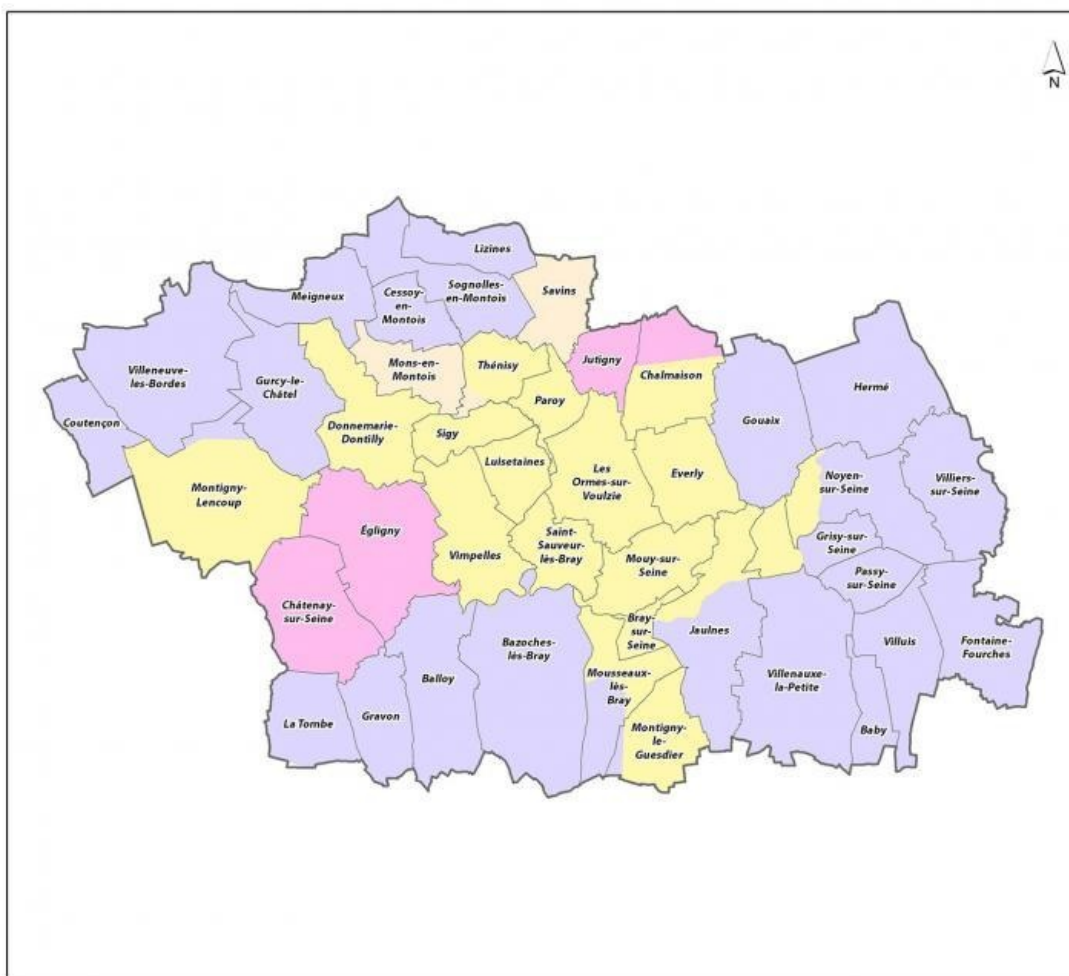 N
Lizines
Savins
Sognolles-
en-Montois
Cessoy-
en-
Montois
Meigneux
Mons-en-
Montois
Thénisy
Jutigny
Chalmaison
Hermé
Villeneuve-
les-Bordes
Gurcy-le-
Châtel
Coutençon
Donnemarie-
Dontilly
Paroy
Sigy
Gouaix
Luisetaines
Les
Ormes-sur-
Voulzie
Everly
Noyen-
sur-Seine
Villiers-
sur-Seine
Montigny-
Lencoup
Égligny
Vimpelles
Saint-
Sauveur-
lès-Bray
Mouy-sur-
Seine
Grisy-sur-
Seine
Passy-
sur-Seine
Châtenay-
sur-Seine
Bazoches-
lès-Bray
Bray-
sur-
Seine
Jaulnes
Villuis
Fontaine-
Fourches
Balloy
Mousseaux-
lès-
Bray
Villenauxe-
la-Petite
La Tombe
Gravon
Montigny-
le-
Guesdier
Baby